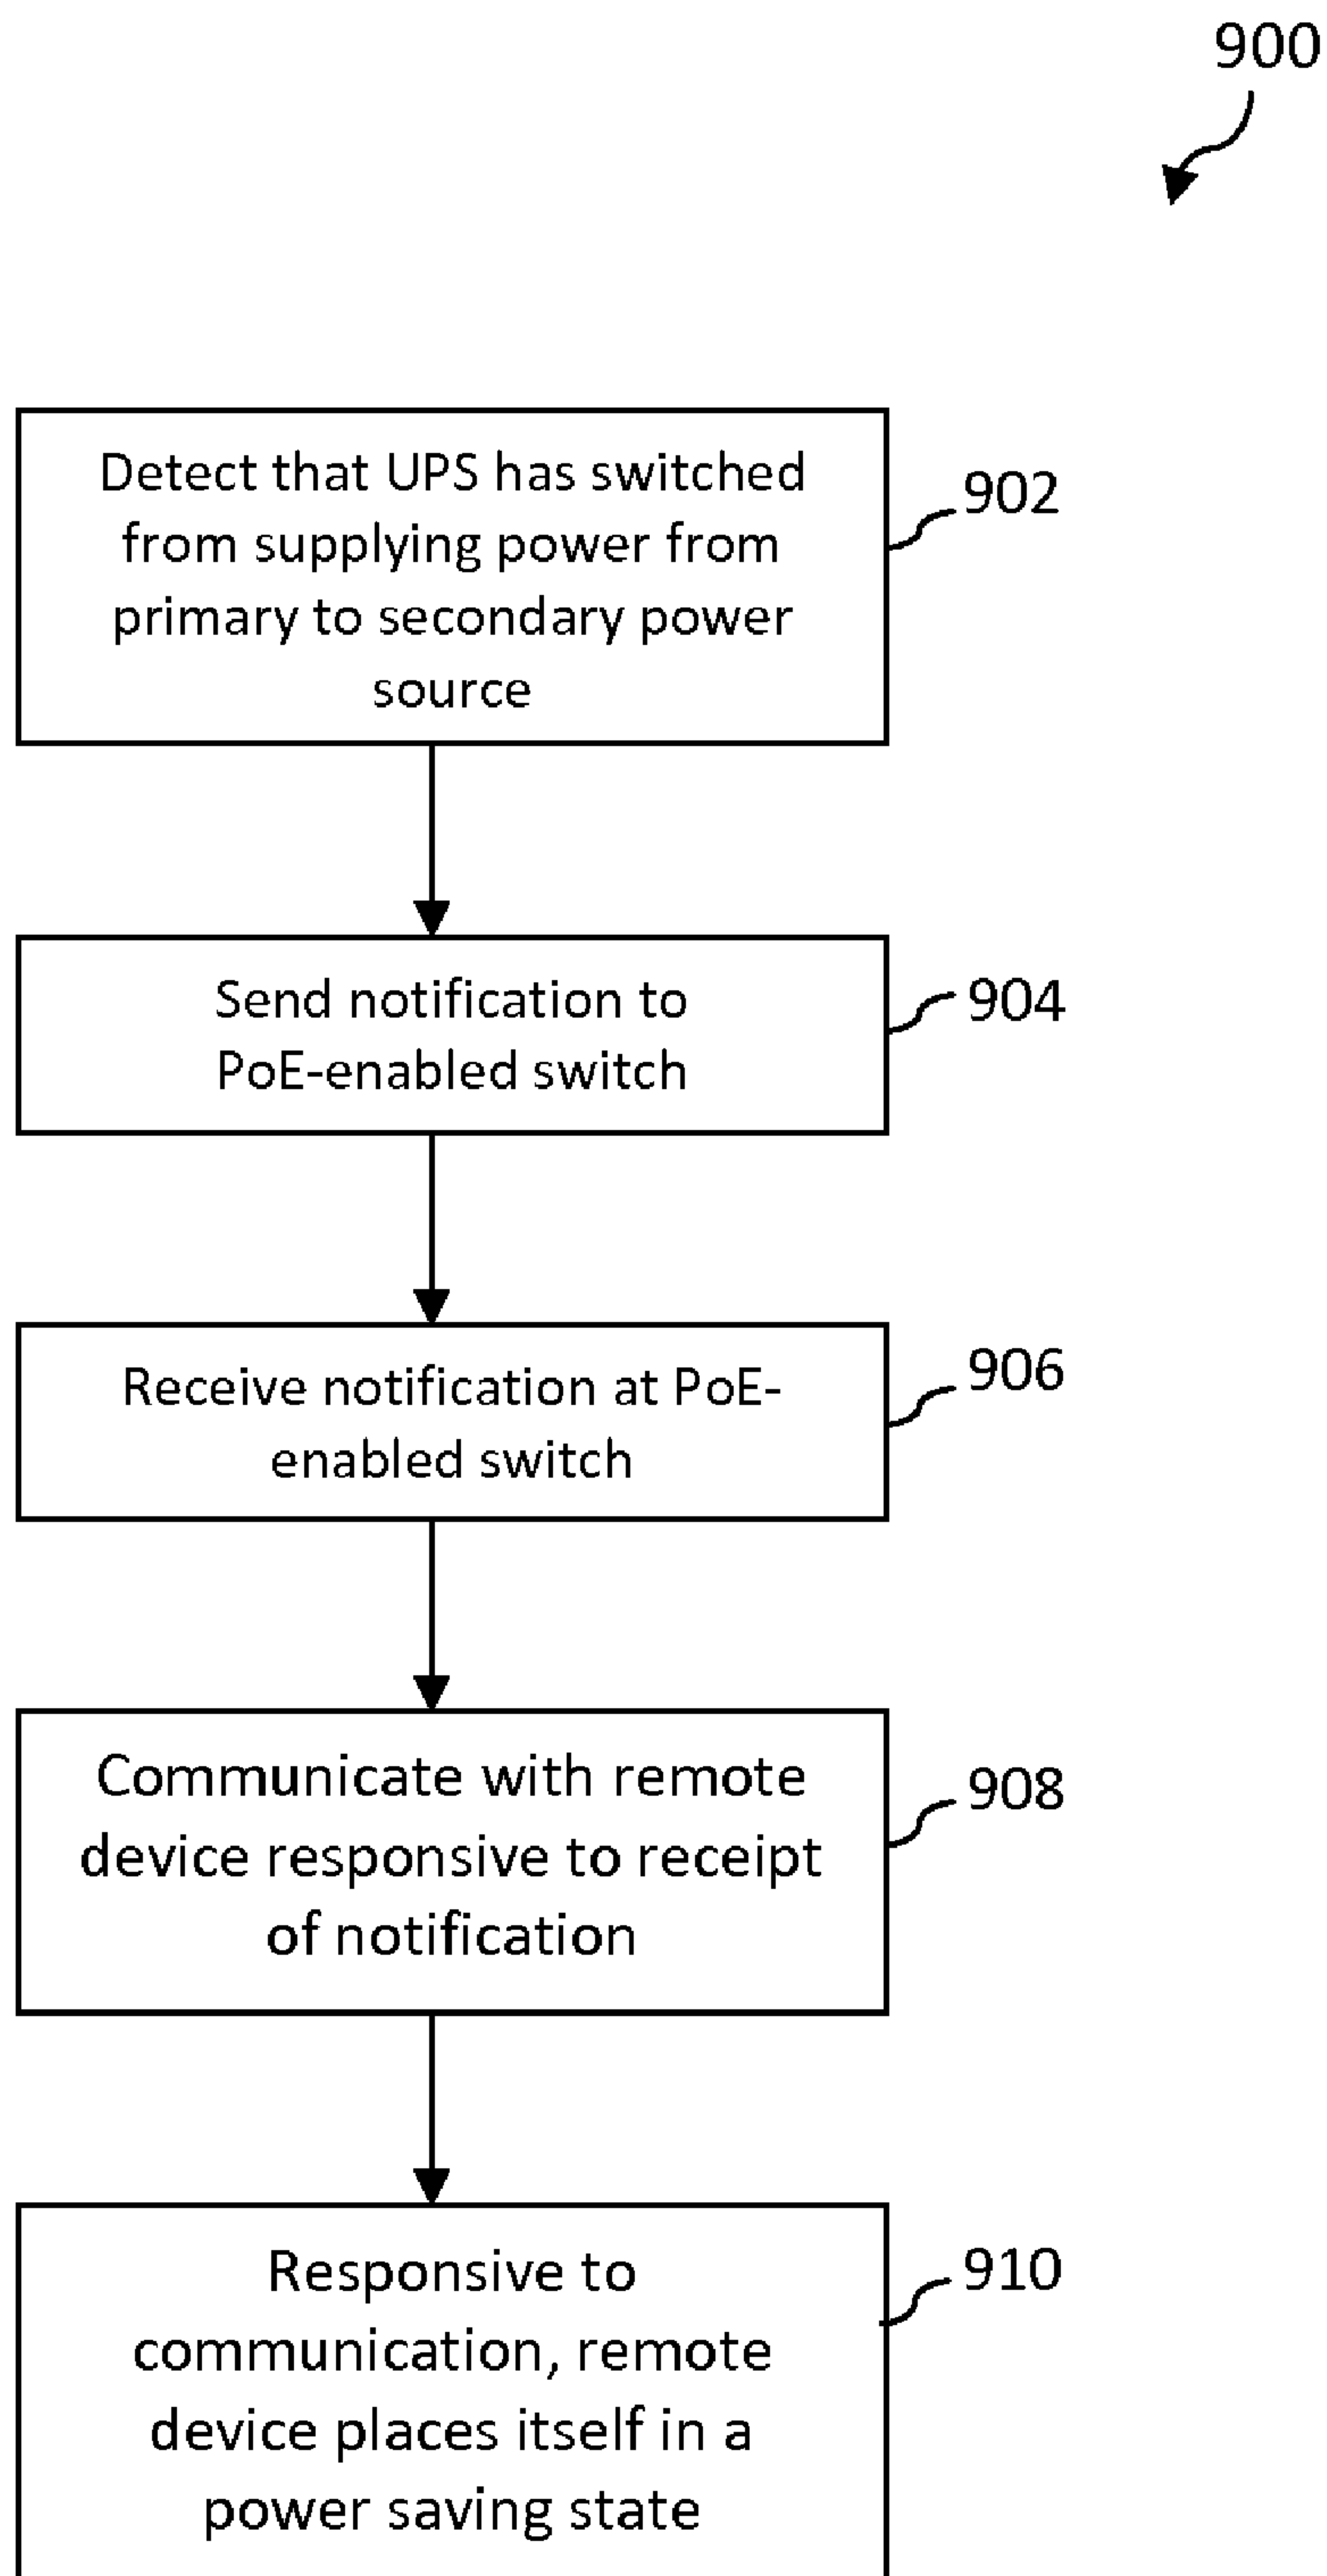 900
Detect that UPS has switched
from supplying power from
primary to secondary power
source
902
Send notification to
PoE-enabled switch
904
Receive notification at PoE-
enabled switch
906
Communicate with remote
device responsive to receipt
of notification
908
Responsive to
communication, remote
device places itself in a
power saving state
910